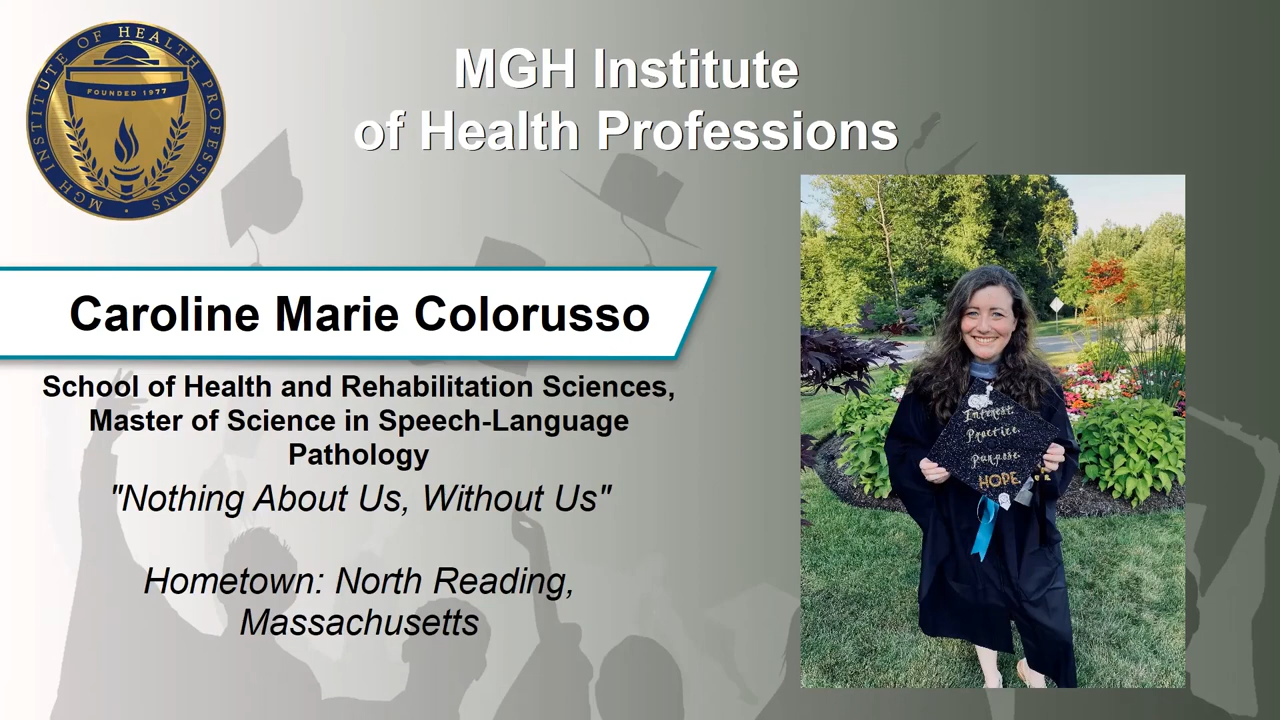 MGH INSTITUTE OF HEALTH PROFESSIONS
FOUNDED 1977
MGH Institute
of Health Professions
Caroline Marie Colorusso
School of Health and Rehabilitation Sciences,
Master of Science in Speech-Language
Pathology
"Nothing About Us, Without Us"
Hometown: North Reading,
Massachusetts
Interest.
Practice.
Purpose.
HOPE